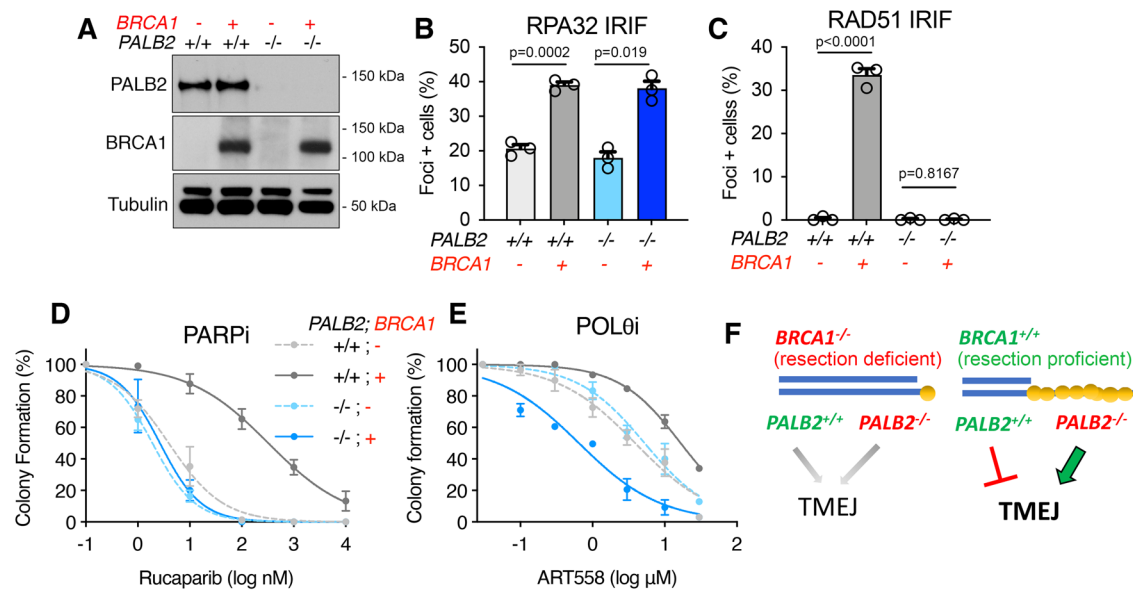 A
BRCA1 - + - +
PALB2 +/+ +/+ -/- -/-
PALB2
- 150 kDa
BRCA1
- 150 kDa
- 100 kDa
Tubulin
- 50 kDa
B
RPA32 IRIF
p=0.0002 p=0.019
Foci + cells (%)
50
40
30
20
10
0
PALB2 +/+ +/+ -/- -/-
BRCA1 - + - +
C
RAD51 IRIF
p<0.0001
p=0.8167
Foci + cellss (%)
40
30
20
10
0
PALB2 +/+ +/+ -/- -/-
BRCA1 - + - +
D
PARPi
PALB2; BRCA1
+/+ ; -
+/+ ; +
-/- ; -
-/- ; +
Colony Formation (%)
100
80
60
40
20
0
-1 0 1 2 3 4
Rucaparib (log nM)
E
POLθi
Colony formation (%)
100
80
60
40
20
0
-1 0 1 2
ART558 (log μM)
F
BRCA1-/-
(resection deficient)
PALB2+/+ PALB2-/-
TMEJ
BRCA1+/+
(resection proficient)
PALB2+/+ PALB2-/-
TMEJ